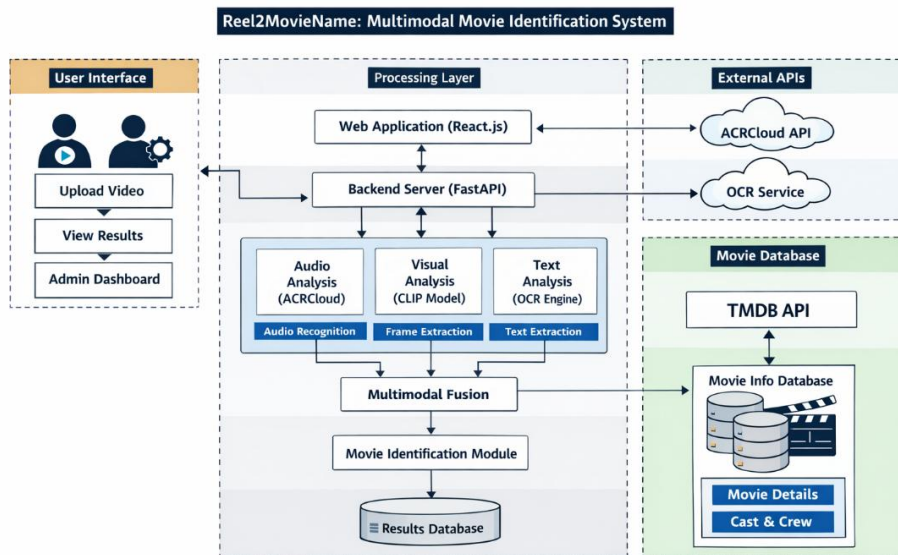 Reel2MovieName: Multimodal Movie Identification System
User Interface
Upload Video
View Results
Admin Dashboard
Processing Layer
Web Application (React.js)
Backend Server (FastAPI)
Audio
Analysis
(ACRCloud)
Audio Recognition
Visual
Analysis
(CLIP Model)
Frame Extraction
Text
Analysis
(OCR Engine)
Text Extraction
Multimodal Fusion
Movie Identification Module
Results Database
External APIs
ACRCloud API
OCR Service
Movie Database
TMDB API
Movie Info Database
Movie Details
Cast & Crew